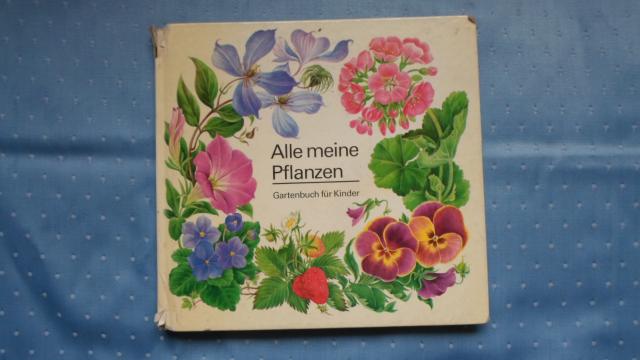 Alle meine
Pflanzen
Gartenbuch für Kinder